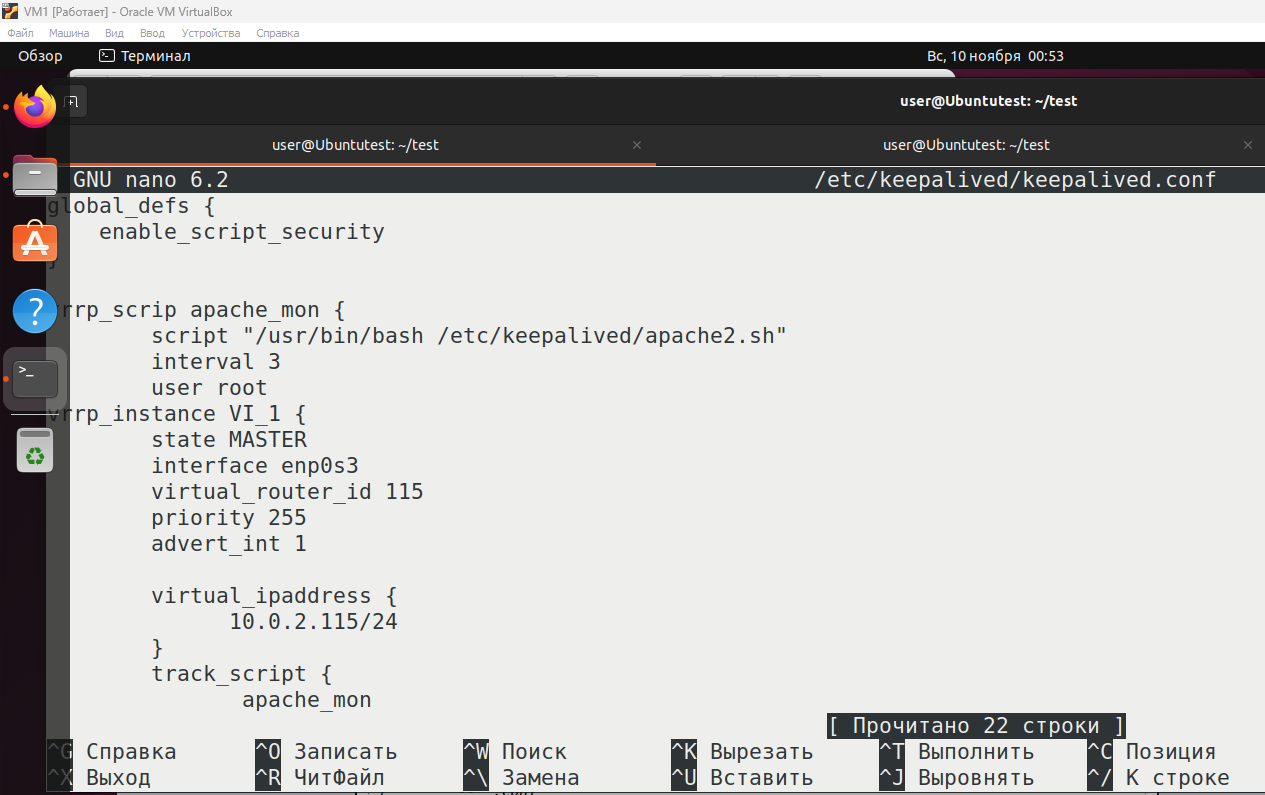 VM1 [Работает] - Oracle VM VirtualBox
Файл Машина Вид Ввод Устройства Справка
Обзор Терминал Вс, 10 ноября 00:53
user@Ubuntutest: ~/test
user@Ubuntutest: ~/test × user@Ubuntutest: ~/test ×
GNU nano 6.2 /etc/keepalived/keepalived.conf
global_defs {
enable_script_security
}
vrrp_scrip apache_mon {
script "/usr/bin/bash /etc/keepalived/apache2.sh"
interval 3
user root
vrrp_instance VI_1 {
state MASTER
interface enp0s3
virtual_router_id 115
priority 255
advert_int 1
virtual_ipaddress {
10.0.2.115/24
}
track_script {
apache_mon
[ Прочитано 22 строки ]
^G Справка ^O Записать ^W Поиск ^K Вырезать ^T Выполнить ^C Позиция
^X Выход ^R ЧитФайл ^\ Замена ^U Вставить ^J Выровнять ^/ К строке